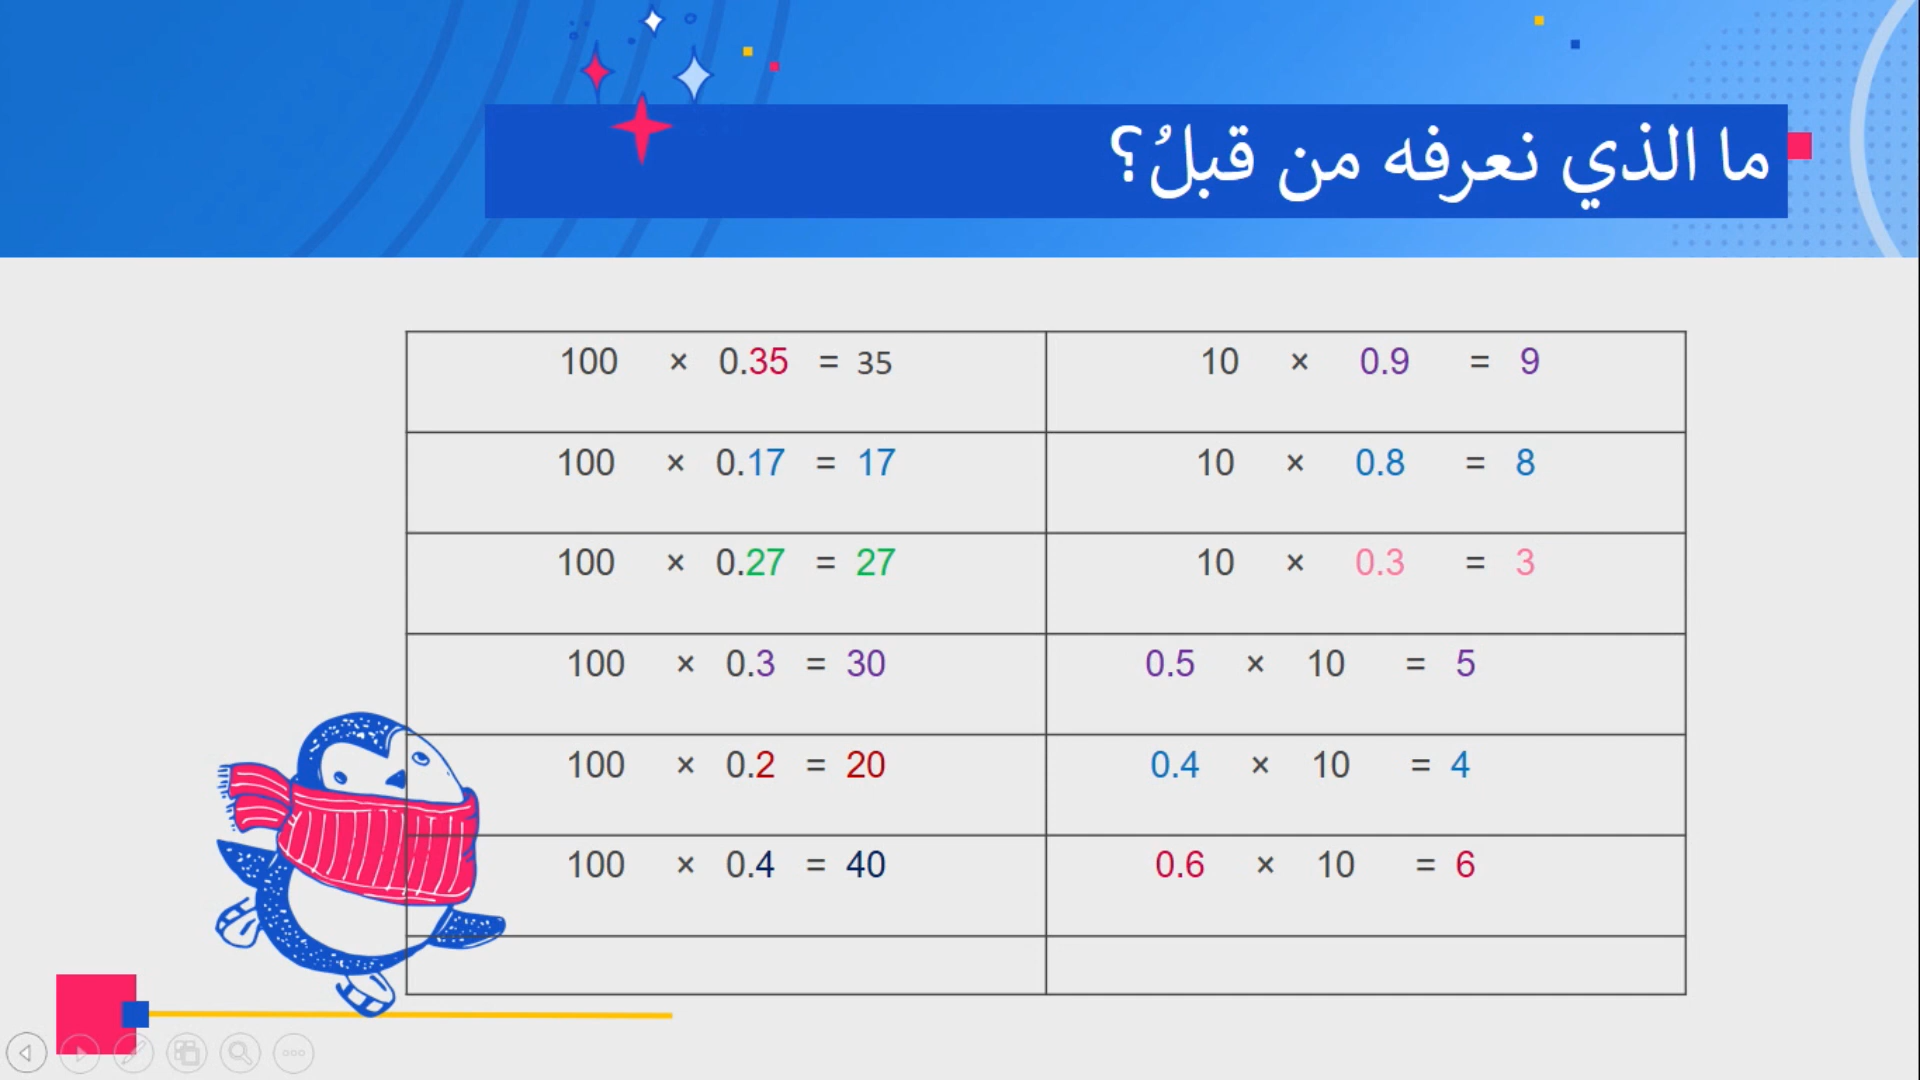 ما الذي نعرفه من قبلُ؟
100 × 0.35 = 35
10 × 0.9 = 9
100 × 0.17 = 17
10 × 0.8 = 8
100 × 0.27 = 27
10 × 0.3 = 3
100 × 0.3 = 30
0.5 × 10 = 5
100 × 0.2 = 20
0.4 × 10 = 4
100 × 0.4 = 40
0.6 × 10 = 6